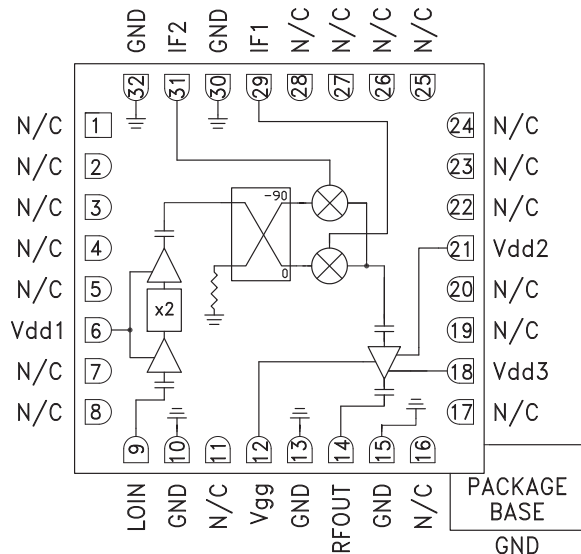 GND
IF2
GND
IF1
N/C
N/C
N/C
N/C
32
31
30
29
28
27
26
25
N/C 1
N/C 2
N/C 3
N/C 4
N/C 5
Vdd1 6
N/C 7
N/C 8
24 N/C
23 N/C
22 N/C
21 Vdd2
20 N/C
19 N/C
18 Vdd3
17 N/C
-90
0
x2
9
10
11
12
13
14
15
16
LOIN
GND
N/C
Vgg
GND
RFOUT
GND
N/C
PACKAGE
BASE
GND